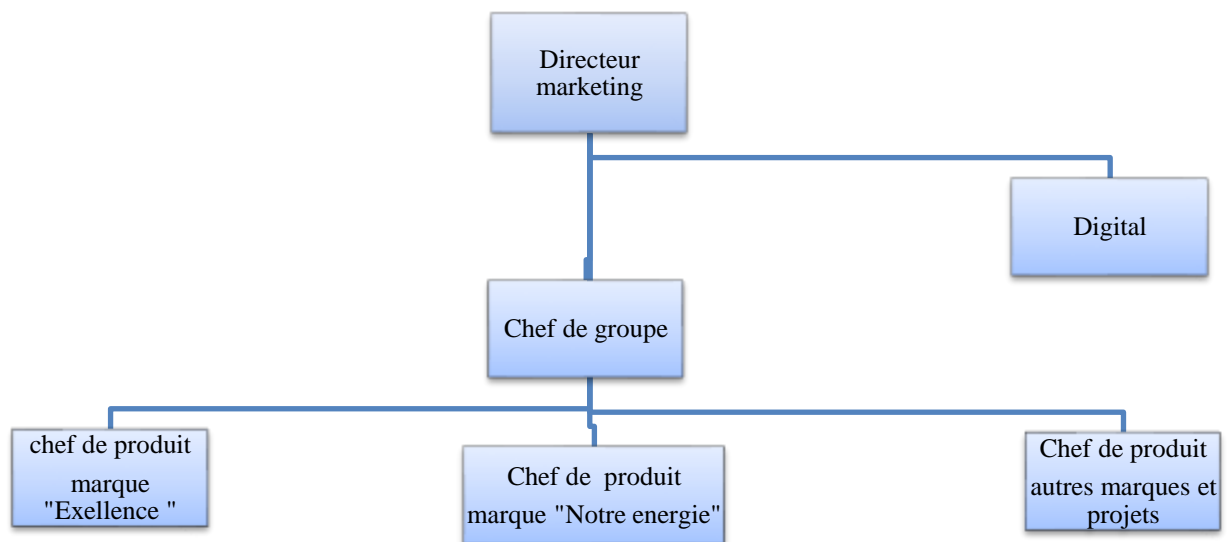 Directeur
marketing
Digital
Chef de groupe
chef de produit
marque
"Exellence "
Chef de  produit
marque "Notre energie"
Chef de produit
autres marques et
projets